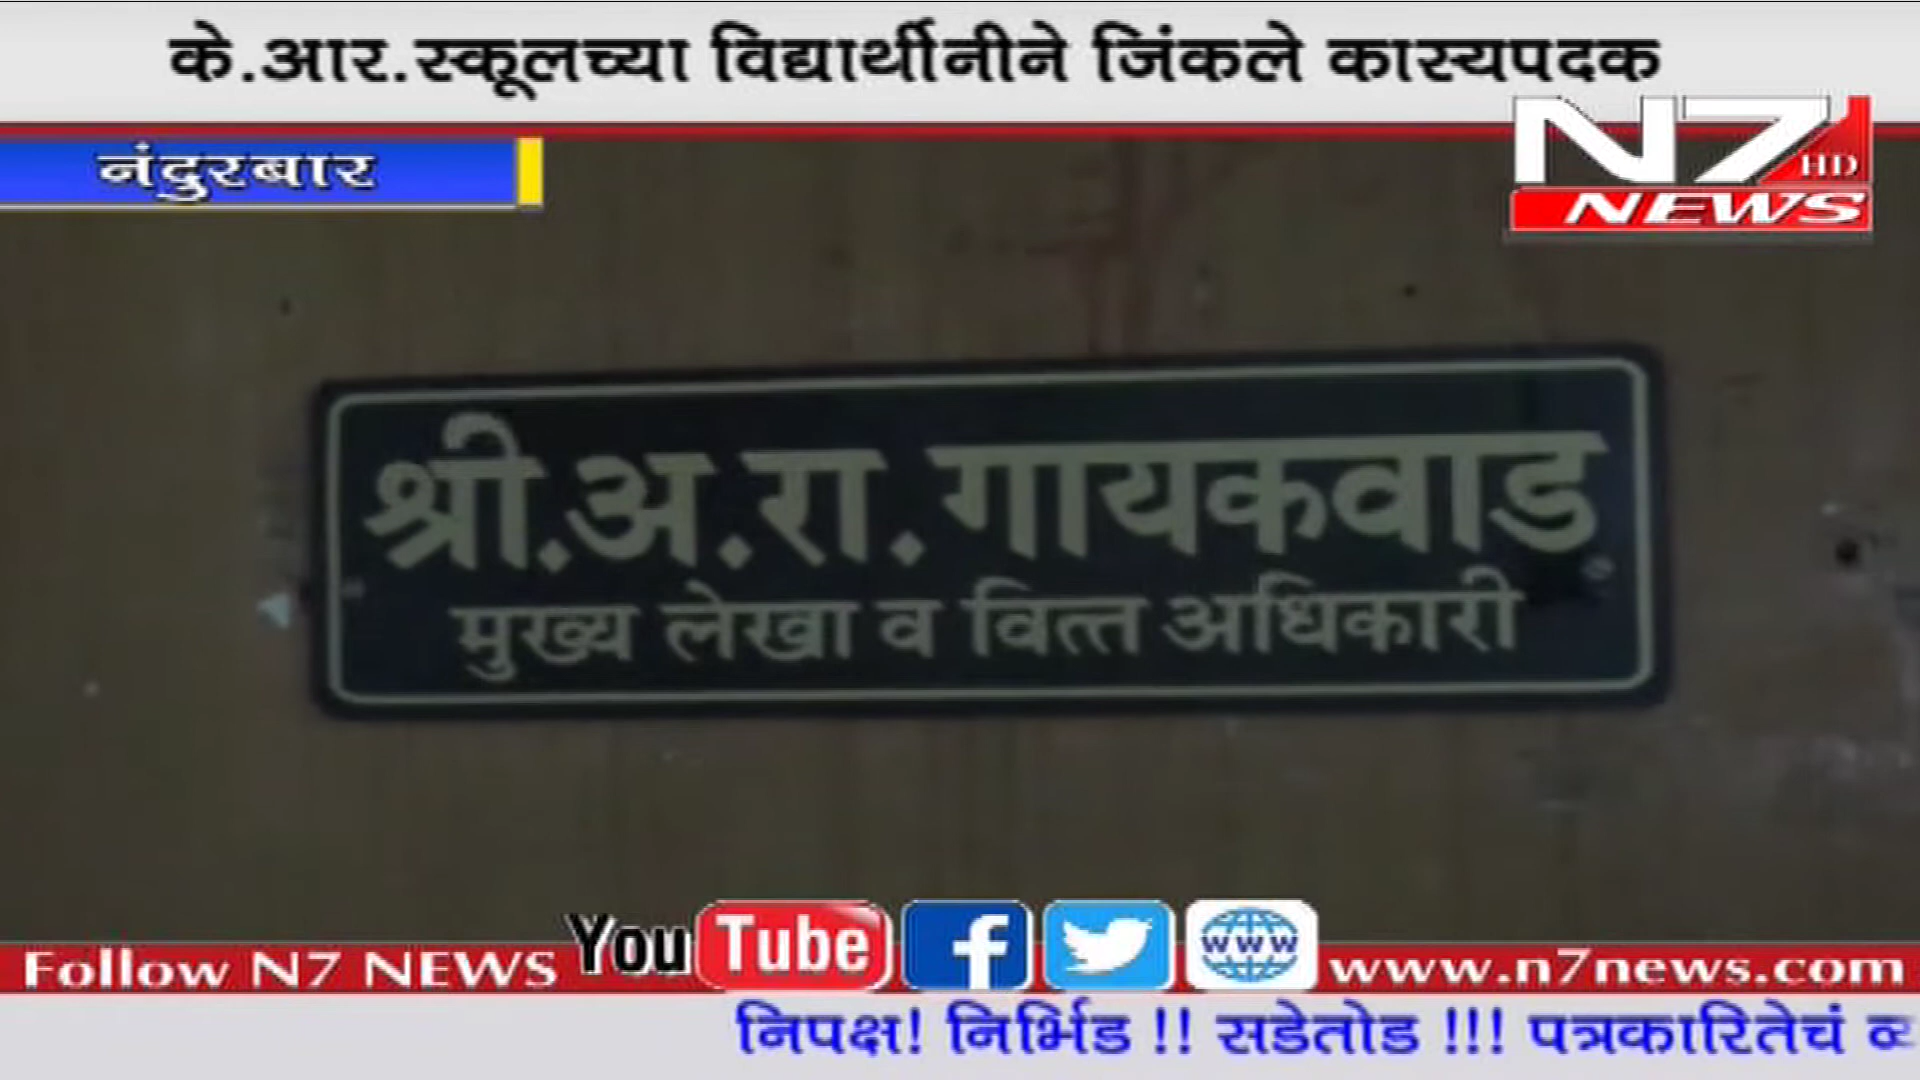 के.आर.स्कूलच्या विद्यार्थीनीने जिंकले कास्यपदक
नंदुरबार
N7 HD
NEWS
श्री.अ.रा.गायकवाड
मुख्य लेखा व वित्त अधिकारी
Follow N7 NEWS YouTube f www www.n7news.com
निपक्ष! निर्भिड !! सडेतोड !!! पत्रकारितेचं